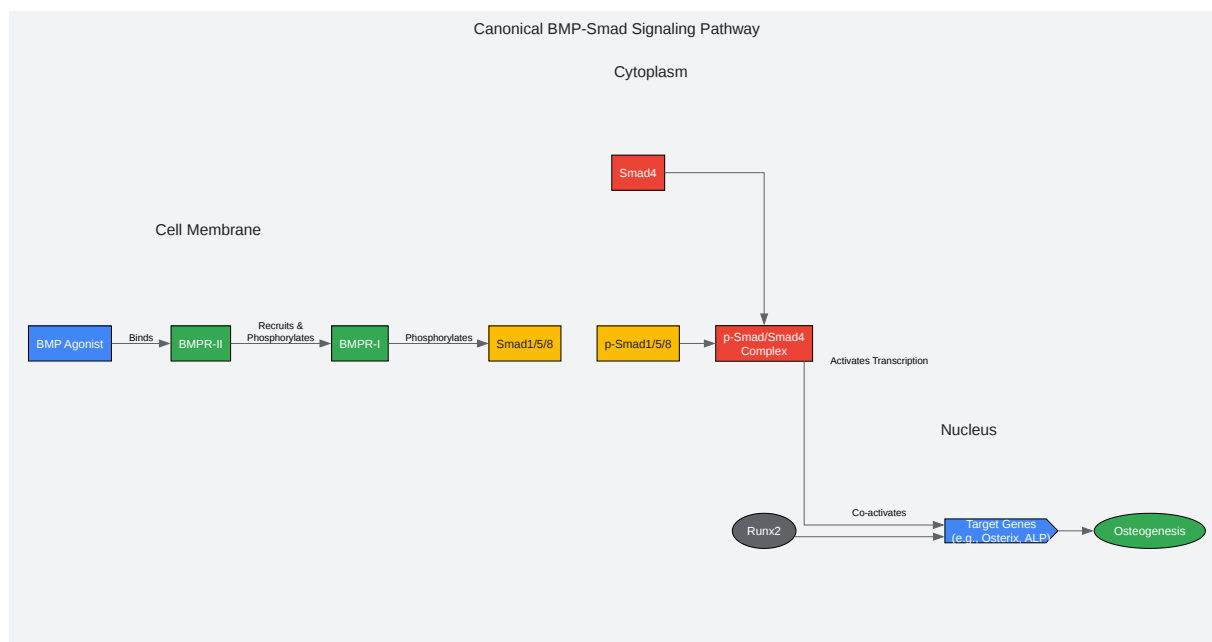 Canonical BMP-Smad Signaling Pathway
Cytoplasm
Smad4
Cell Membrane
BMP Agonist
Binds
BMPR-II
Recruits &
Phosphorylates
BMPR-I
Phosphorylates
Smad1/5/8
p-Smad1/5/8
p-Smad/Smad4
Complex
Activates Transcription
Nucleus
Runx2
Co-activates
Target Genes
(e.g., Osterix, ALP)
Osteogenesis